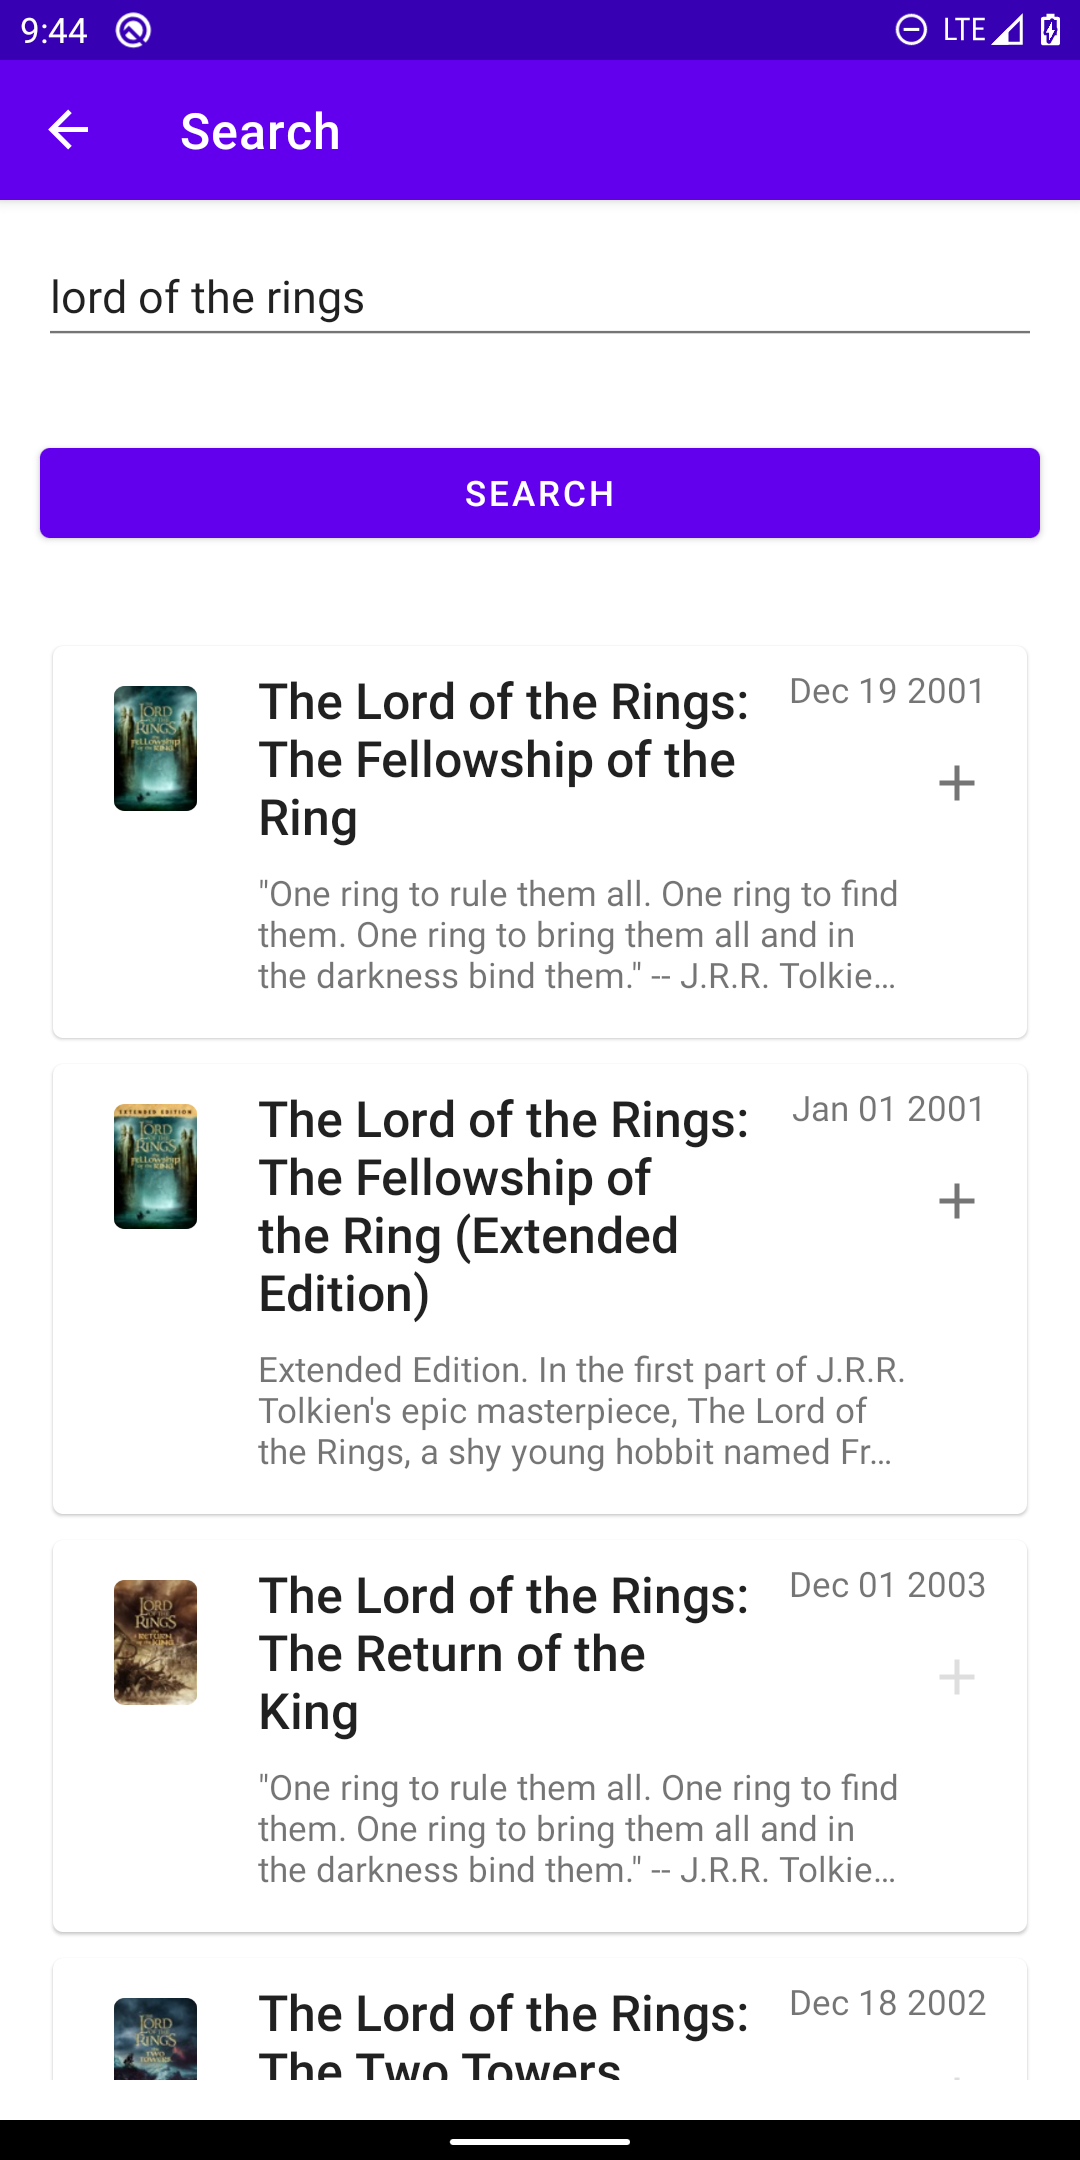 9:44
LTE
Search
lord of the rings
SEARCH
The Lord of the Rings:
The Fellowship of the
Ring
Dec 19 2001
"One ring to rule them all. One ring to find
them. One ring to bring them all and in
the darkness bind them." -- J.R.R. Tolkie...
The Lord of the Rings:
The Fellowship of
the Ring (Extended
Edition)
Jan 01 2001
Extended Edition. In the first part of J.R.R.
Tolkien's epic masterpiece, The Lord of
the Rings, a shy young hobbit named Fr...
The Lord of the Rings:
The Return of the
King
Dec 01 2003
"One ring to rule them all. One ring to find
them. One ring to bring them all and in
the darkness bind them." -- J.R.R. Tolkie...
The Lord of the Rings:
The Two Towers
Dec 18 2002